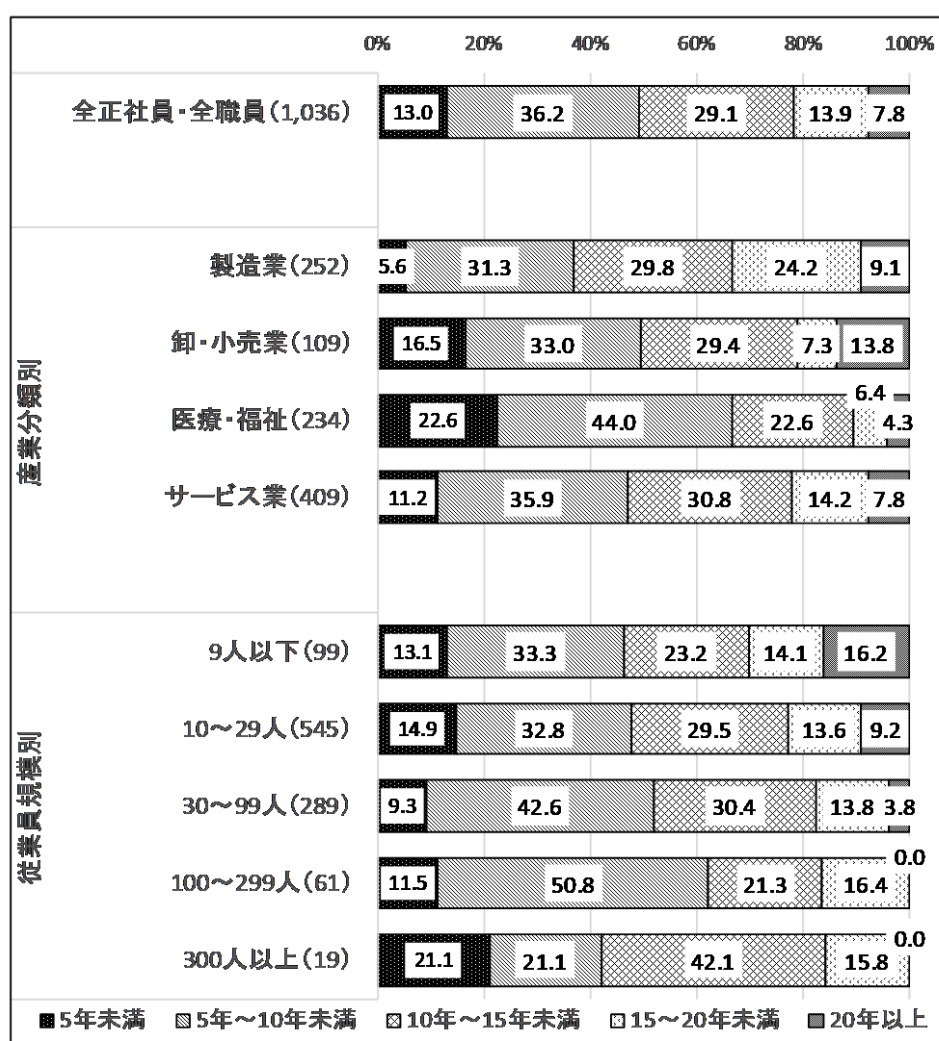 0% 20% 40% 60% 80% 100%
全正社員・全職員(1,036) 13.0 36.2 29.1 13.9 7.8
産業分類別
製造業(252) 5.6 31.3 29.8 24.2 9.1
卸・小売業(109) 16.5 33.0 29.4 7.3 13.8
医療・福祉(234) 22.6 44.0 22.6 6.4 4.3
サービス業(409) 11.2 35.9 30.8 14.2 7.8
従業員規模別
9人以下(99) 13.1 33.3 23.2 14.1 16.2
10～29人(545) 14.9 32.8 29.5 13.6 9.2
30～99人(289) 9.3 42.6 30.4 13.8 3.8
100～299人(61) 11.5 50.8 21.3 16.4 0.0
300人以上(19) 21.1 21.1 42.1 15.8 0.0
5年未満 5年～10年未満 10年～15年未満 15～20年未満 20年以上